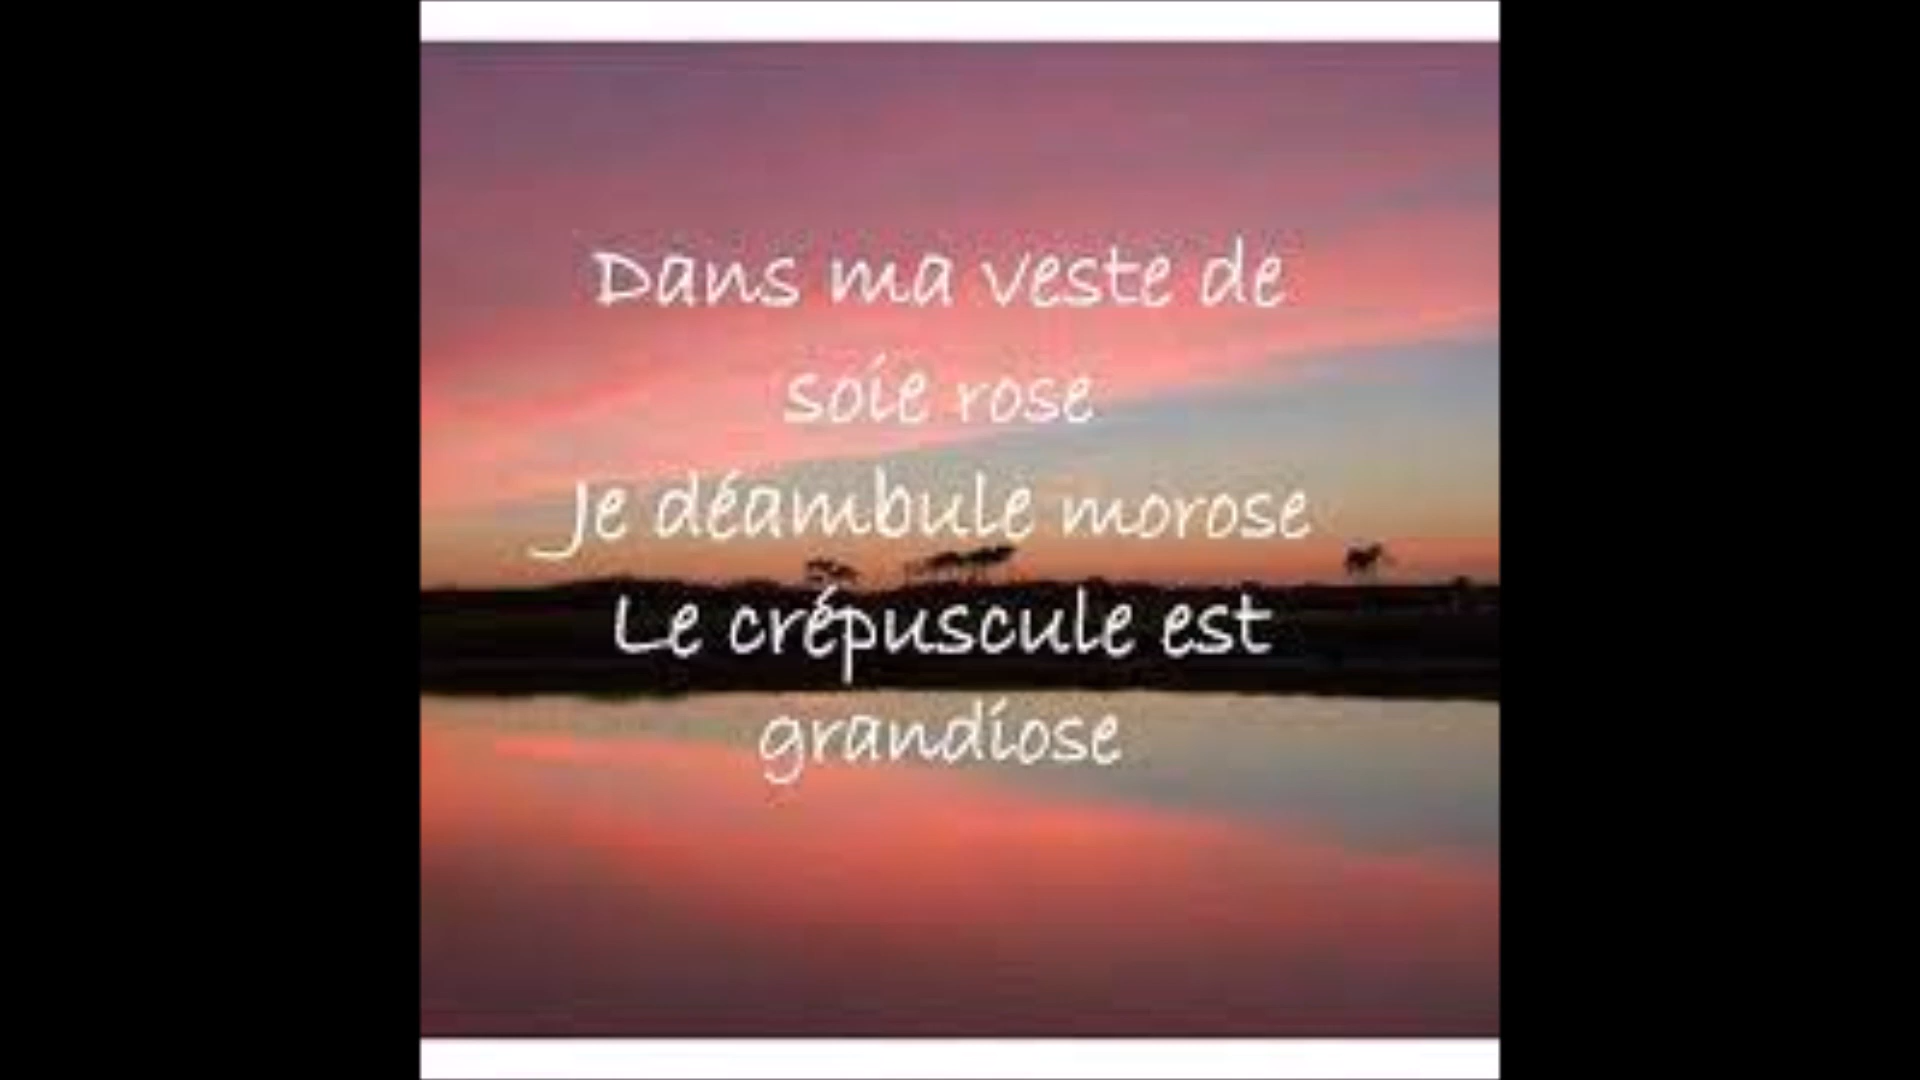 Dans ma veste de
soie rose
Je déambule morose
Le crépuscule est
grandiose